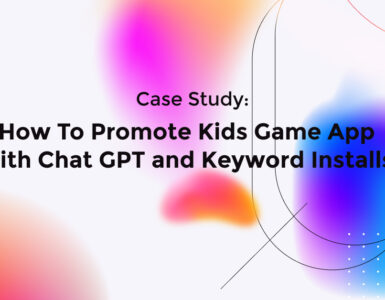 Case Study:
How To Promote Kids Game App
ith Chat GPT and Keyword Installs